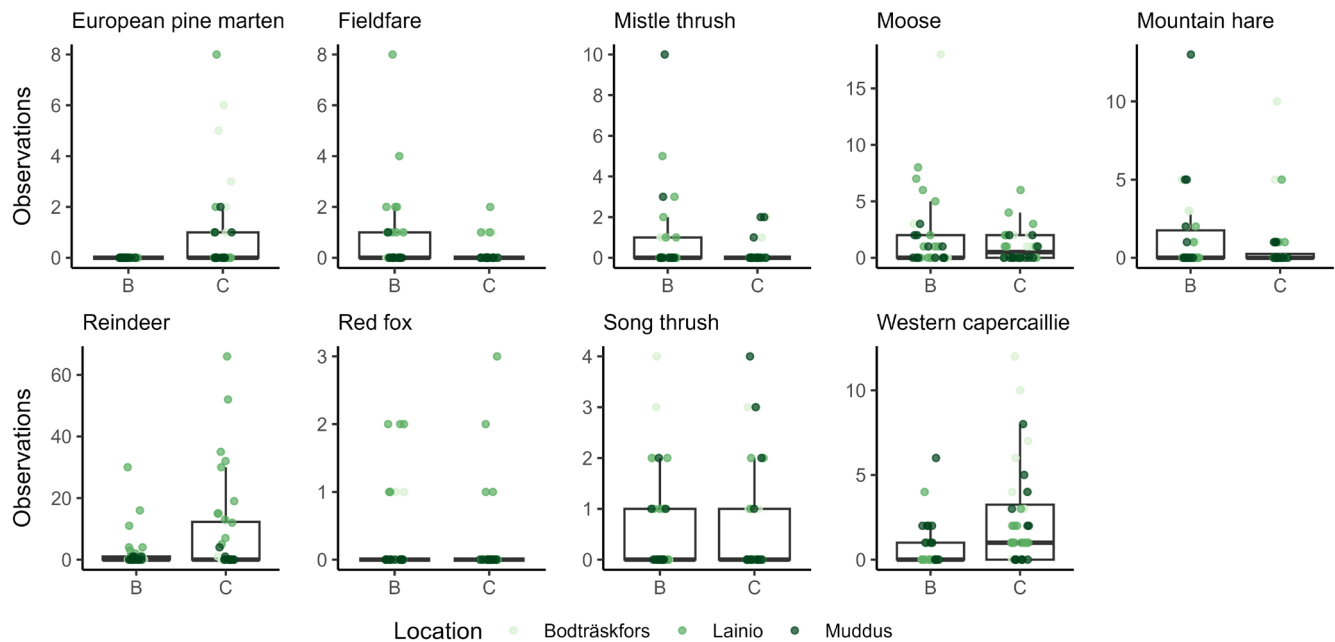 European pine marten Fieldfare Mistle thrush Moose Mountain hare
Observations
8 6 4 2 0
8 6 4 2 0
10 8 6 4 2 0
15 10 5 0
10 5 0
B C B C B C B C B C
Reindeer Red fox Song thrush Western capercaillie
Observations
60 40 20 0
3 2 1 0
4 3 2 1 0
10 5 0
B C B C B C B C
Location Bodträskfors Lainio Muddus